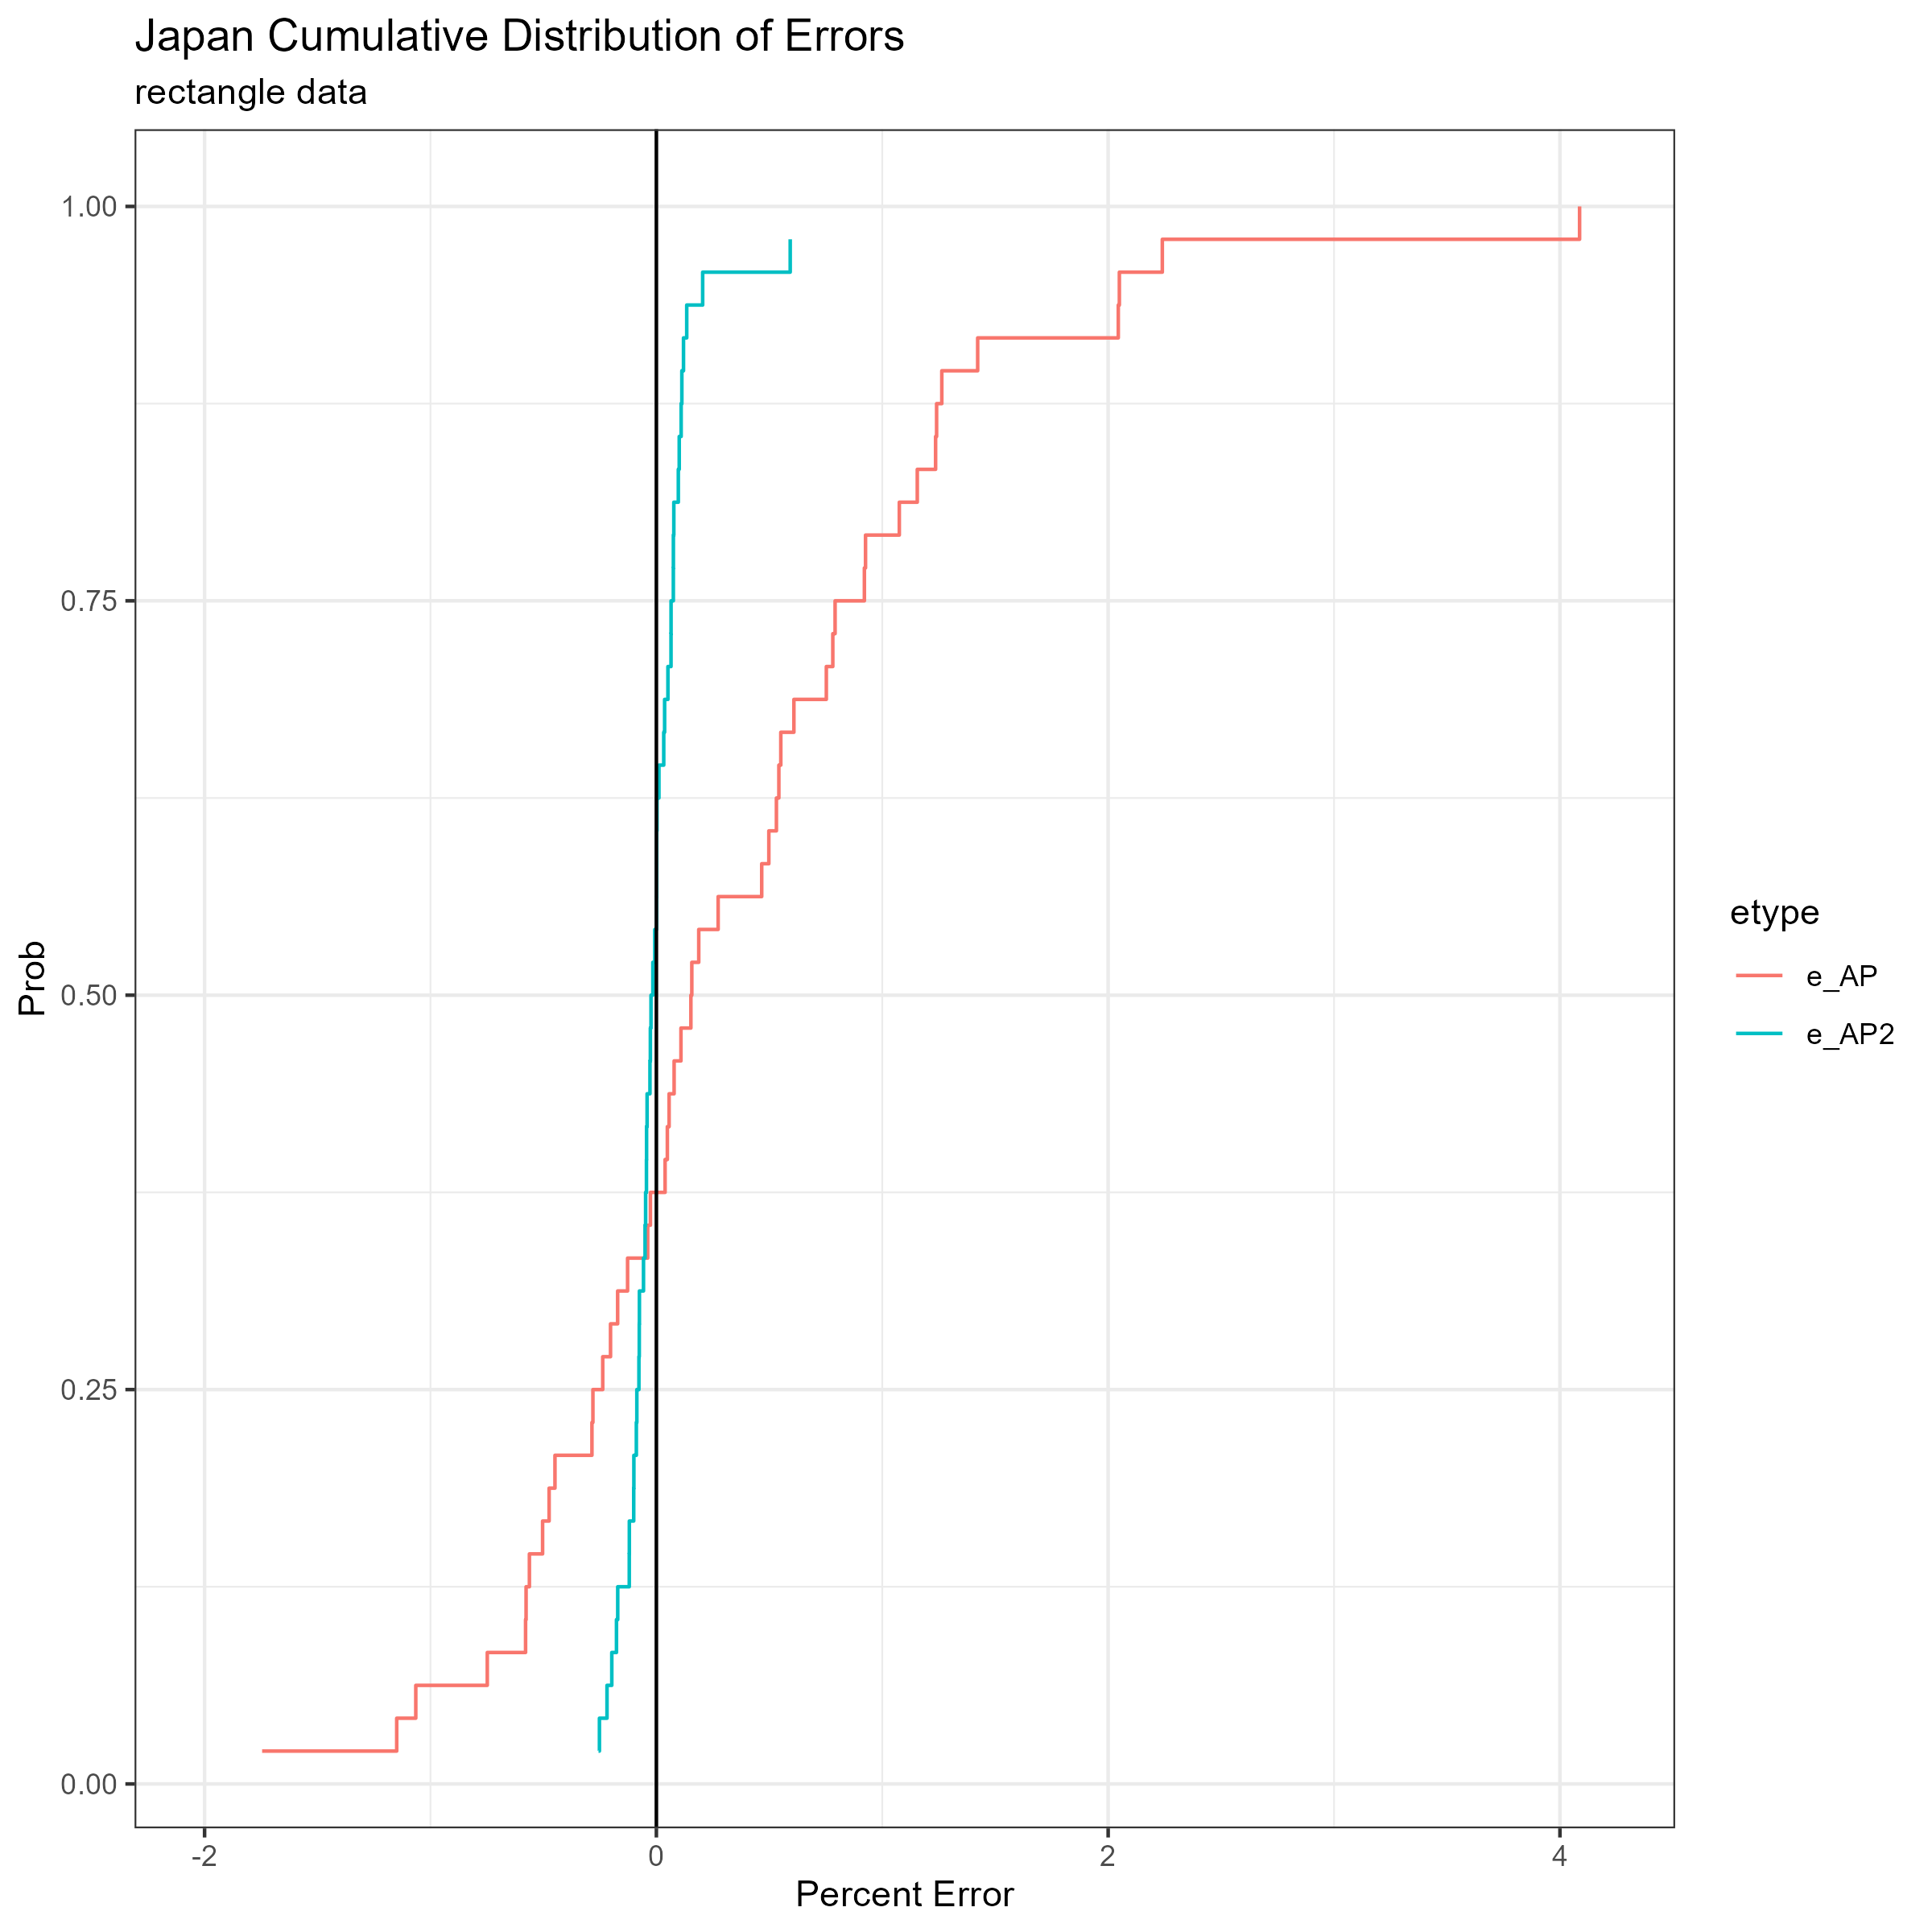 Japan Cumulative Distribution of Errors
rectangle data
1.00
0.75
0.50
0.25
0.00
Prob
-2
0
2
4
Percent Error
etype
e_AP
e_AP2